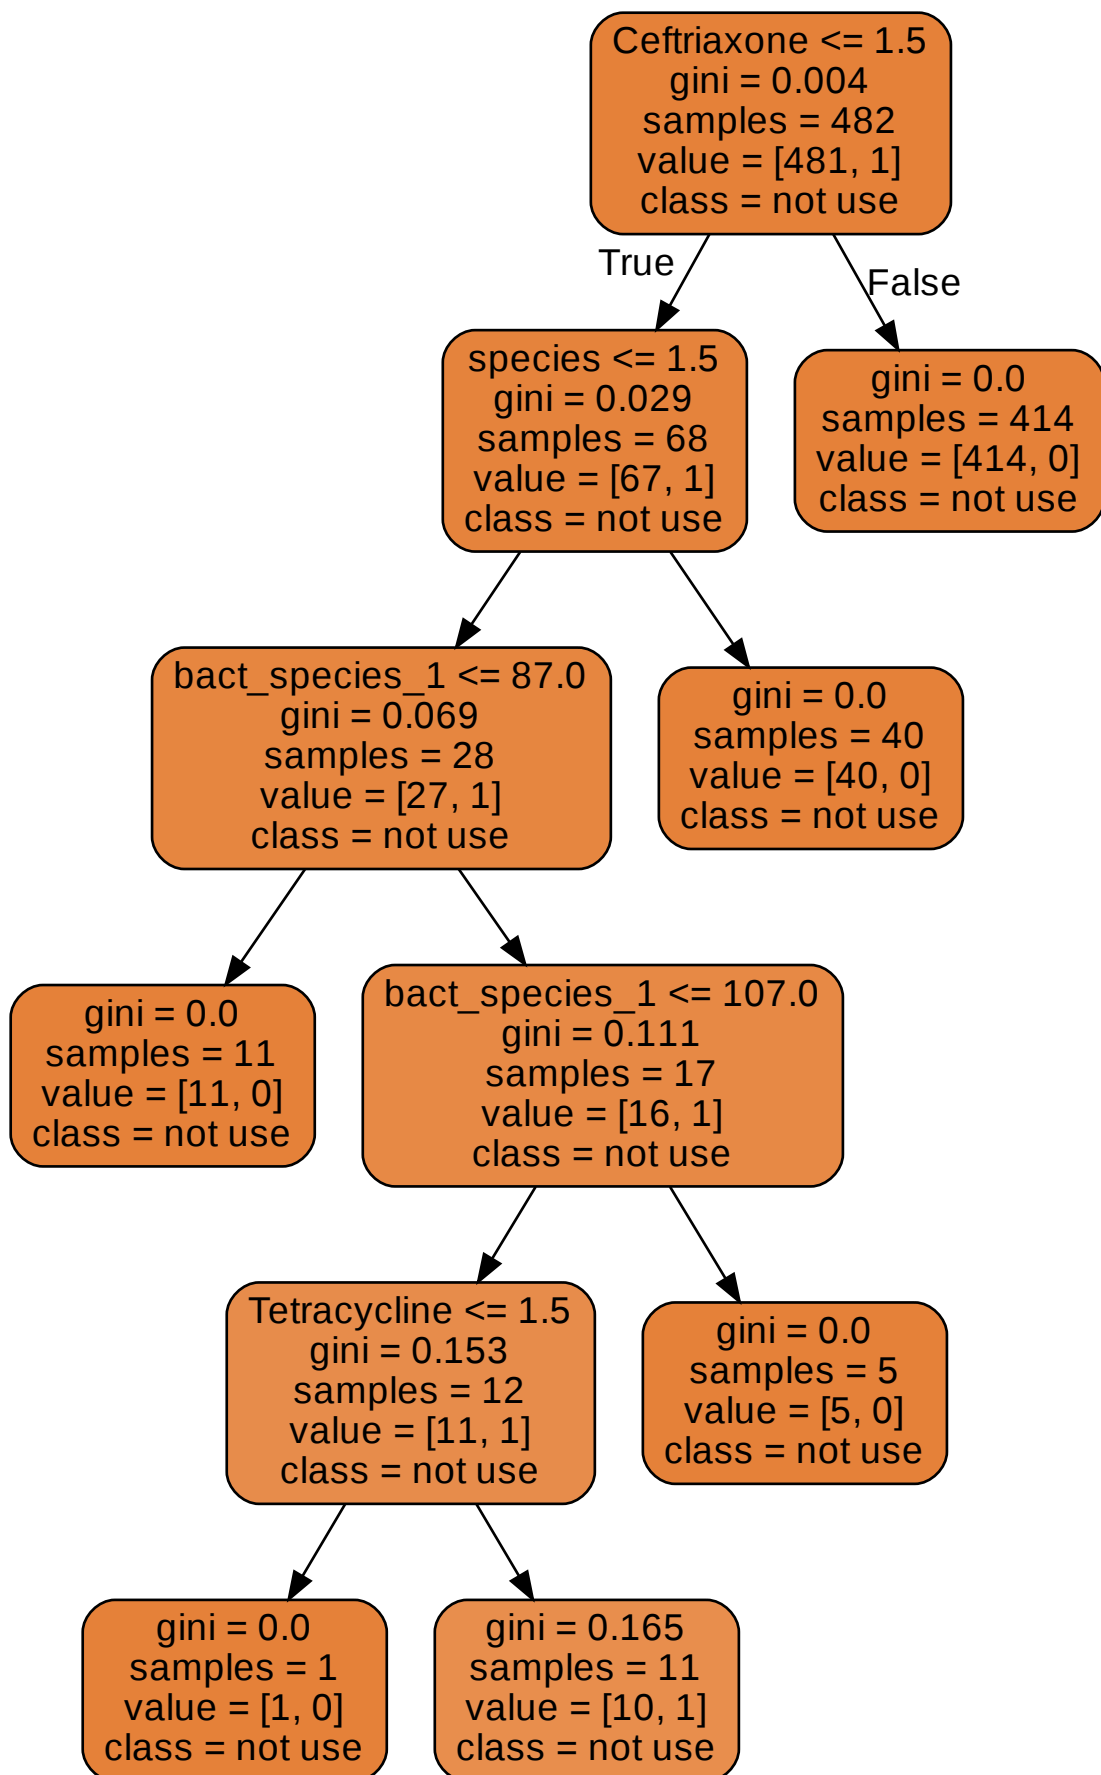 Ceftriaxone <= 1.5
gini = 0.004
samples = 482
value = [481, 1]
class = not use
True
False
species <= 1.5
gini = 0.029
samples = 68
value = [67, 1]
class = not use
gini = 0.0
samples = 414
value = [414, 0]
class = not use
bact_species_1 <= 87.0
gini = 0.069
samples = 28
value = [27, 1]
class = not use
gini = 0.0
samples = 40
value = [40, 0]
class = not use
gini = 0.0
samples = 11
value = [11, 0]
class = not use
bact_species_1 <= 107.0
gini = 0.111
samples = 17
value = [16, 1]
class = not use
Tetracycline <= 1.5
gini = 0.153
samples = 12
value = [11, 1]
class = not use
gini = 0.0
samples = 5
value = [5, 0]
class = not use
gini = 0.0
samples = 1
value = [1, 0]
class = not use
gini = 0.165
samples = 11
value = [10, 1]
class = not use